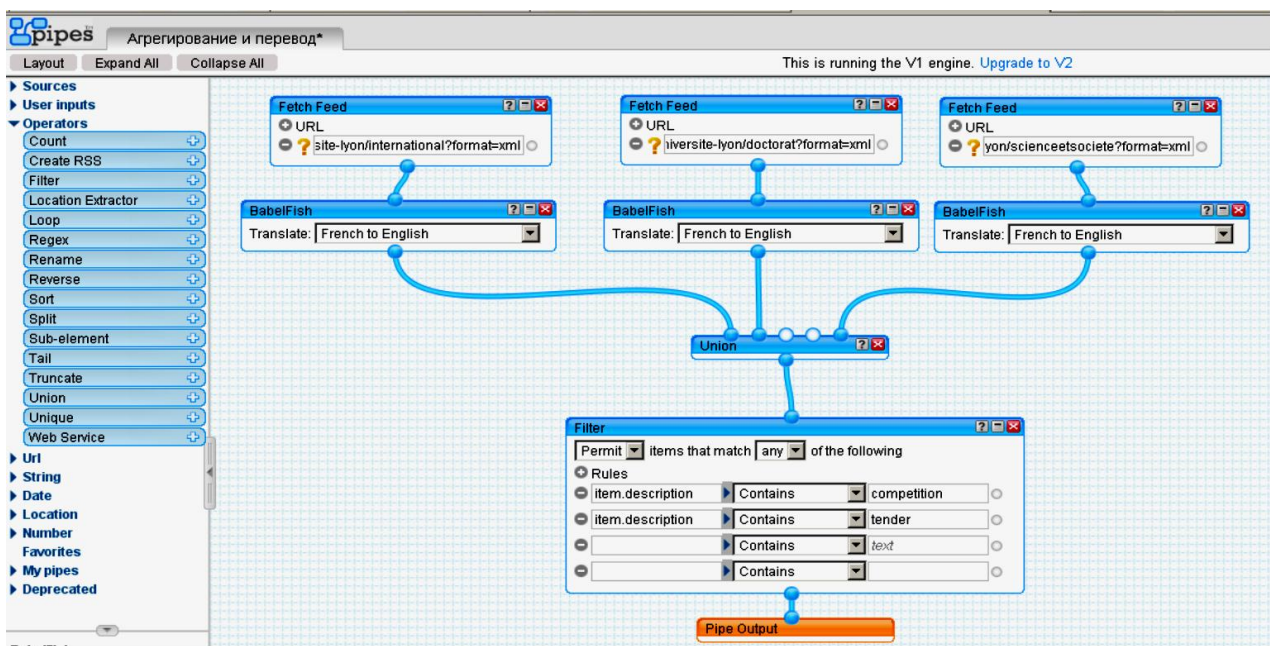 pipes
Агрегирование и перевод*
Layout Expand All Collapse All
This is running the V1 engine. Upgrade to V2
Sources
User inputs
Operators
Count
Create RSS
Filter
Location Extractor
Loop
Regex
Rename
Reverse
Sort
Split
Sub-element
Tail
Truncate
Union
Unique
Web Service
Url
String
Date
Location
Number
Favorites
My pipes
Deprecated
Fetch Feed
URL
site-lyon/international?format=xml
Fetch Feed
URL
iversite-lyon/doctorat?format=xml
Fetch Feed
URL
yon/scienceetsociete?format=xml
BabelFish
Translate: French to English
BabelFish
Translate: French to English
BabelFish
Translate: French to English
Union
Filter
Permit items that match any of the following
Rules
item.description Contains competition
item.description Contains tender
Contains text
Contains
Pipe Output